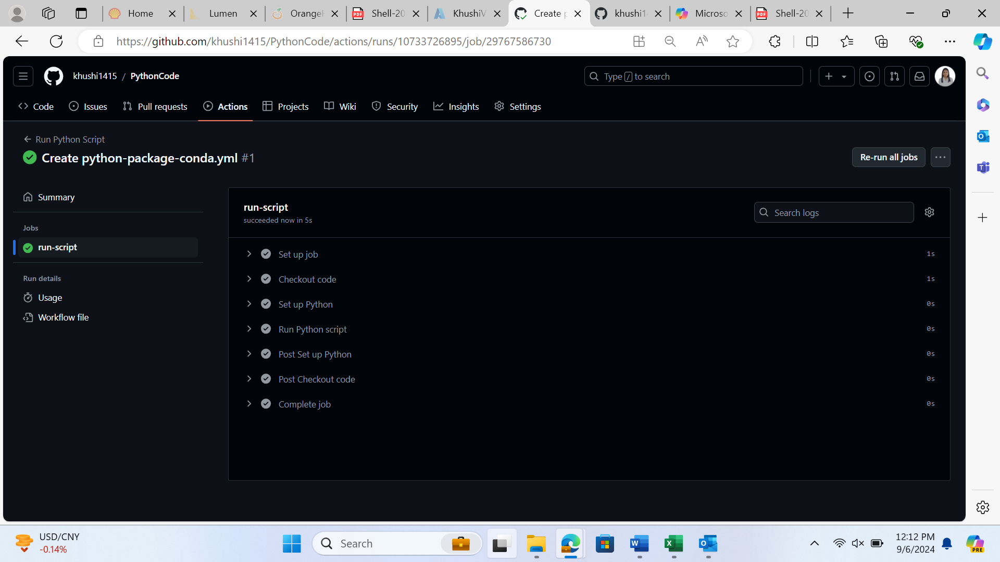 Home
Lumen
Shell-20
KhushiV
Create p
khushi1
Microso
Shell-20
https://github.com/khushi1415/PythonCode/actions/runs/10733726895/job/29767586730
khushi1415 / PythonCode
Type / to search
Code
Issues
Pull requests
Actions
Projects
Wiki
Security
Insights
Settings
Run Python Script
Create python-package-conda.yml #1
Re-run all jobs
Summary
Jobs
run-script
Run details
Usage
Workflow file
run-script
succeeded now in 5s
Search logs
Set up job 1s
Checkout code 1s
Set up Python 0s
Run Python script 0s
Post Set up Python 0s
Post Checkout code 0s
Complete job 0s
USD/CNY
-0.14%
Search
12:12 PM
9/6/2024
PRE